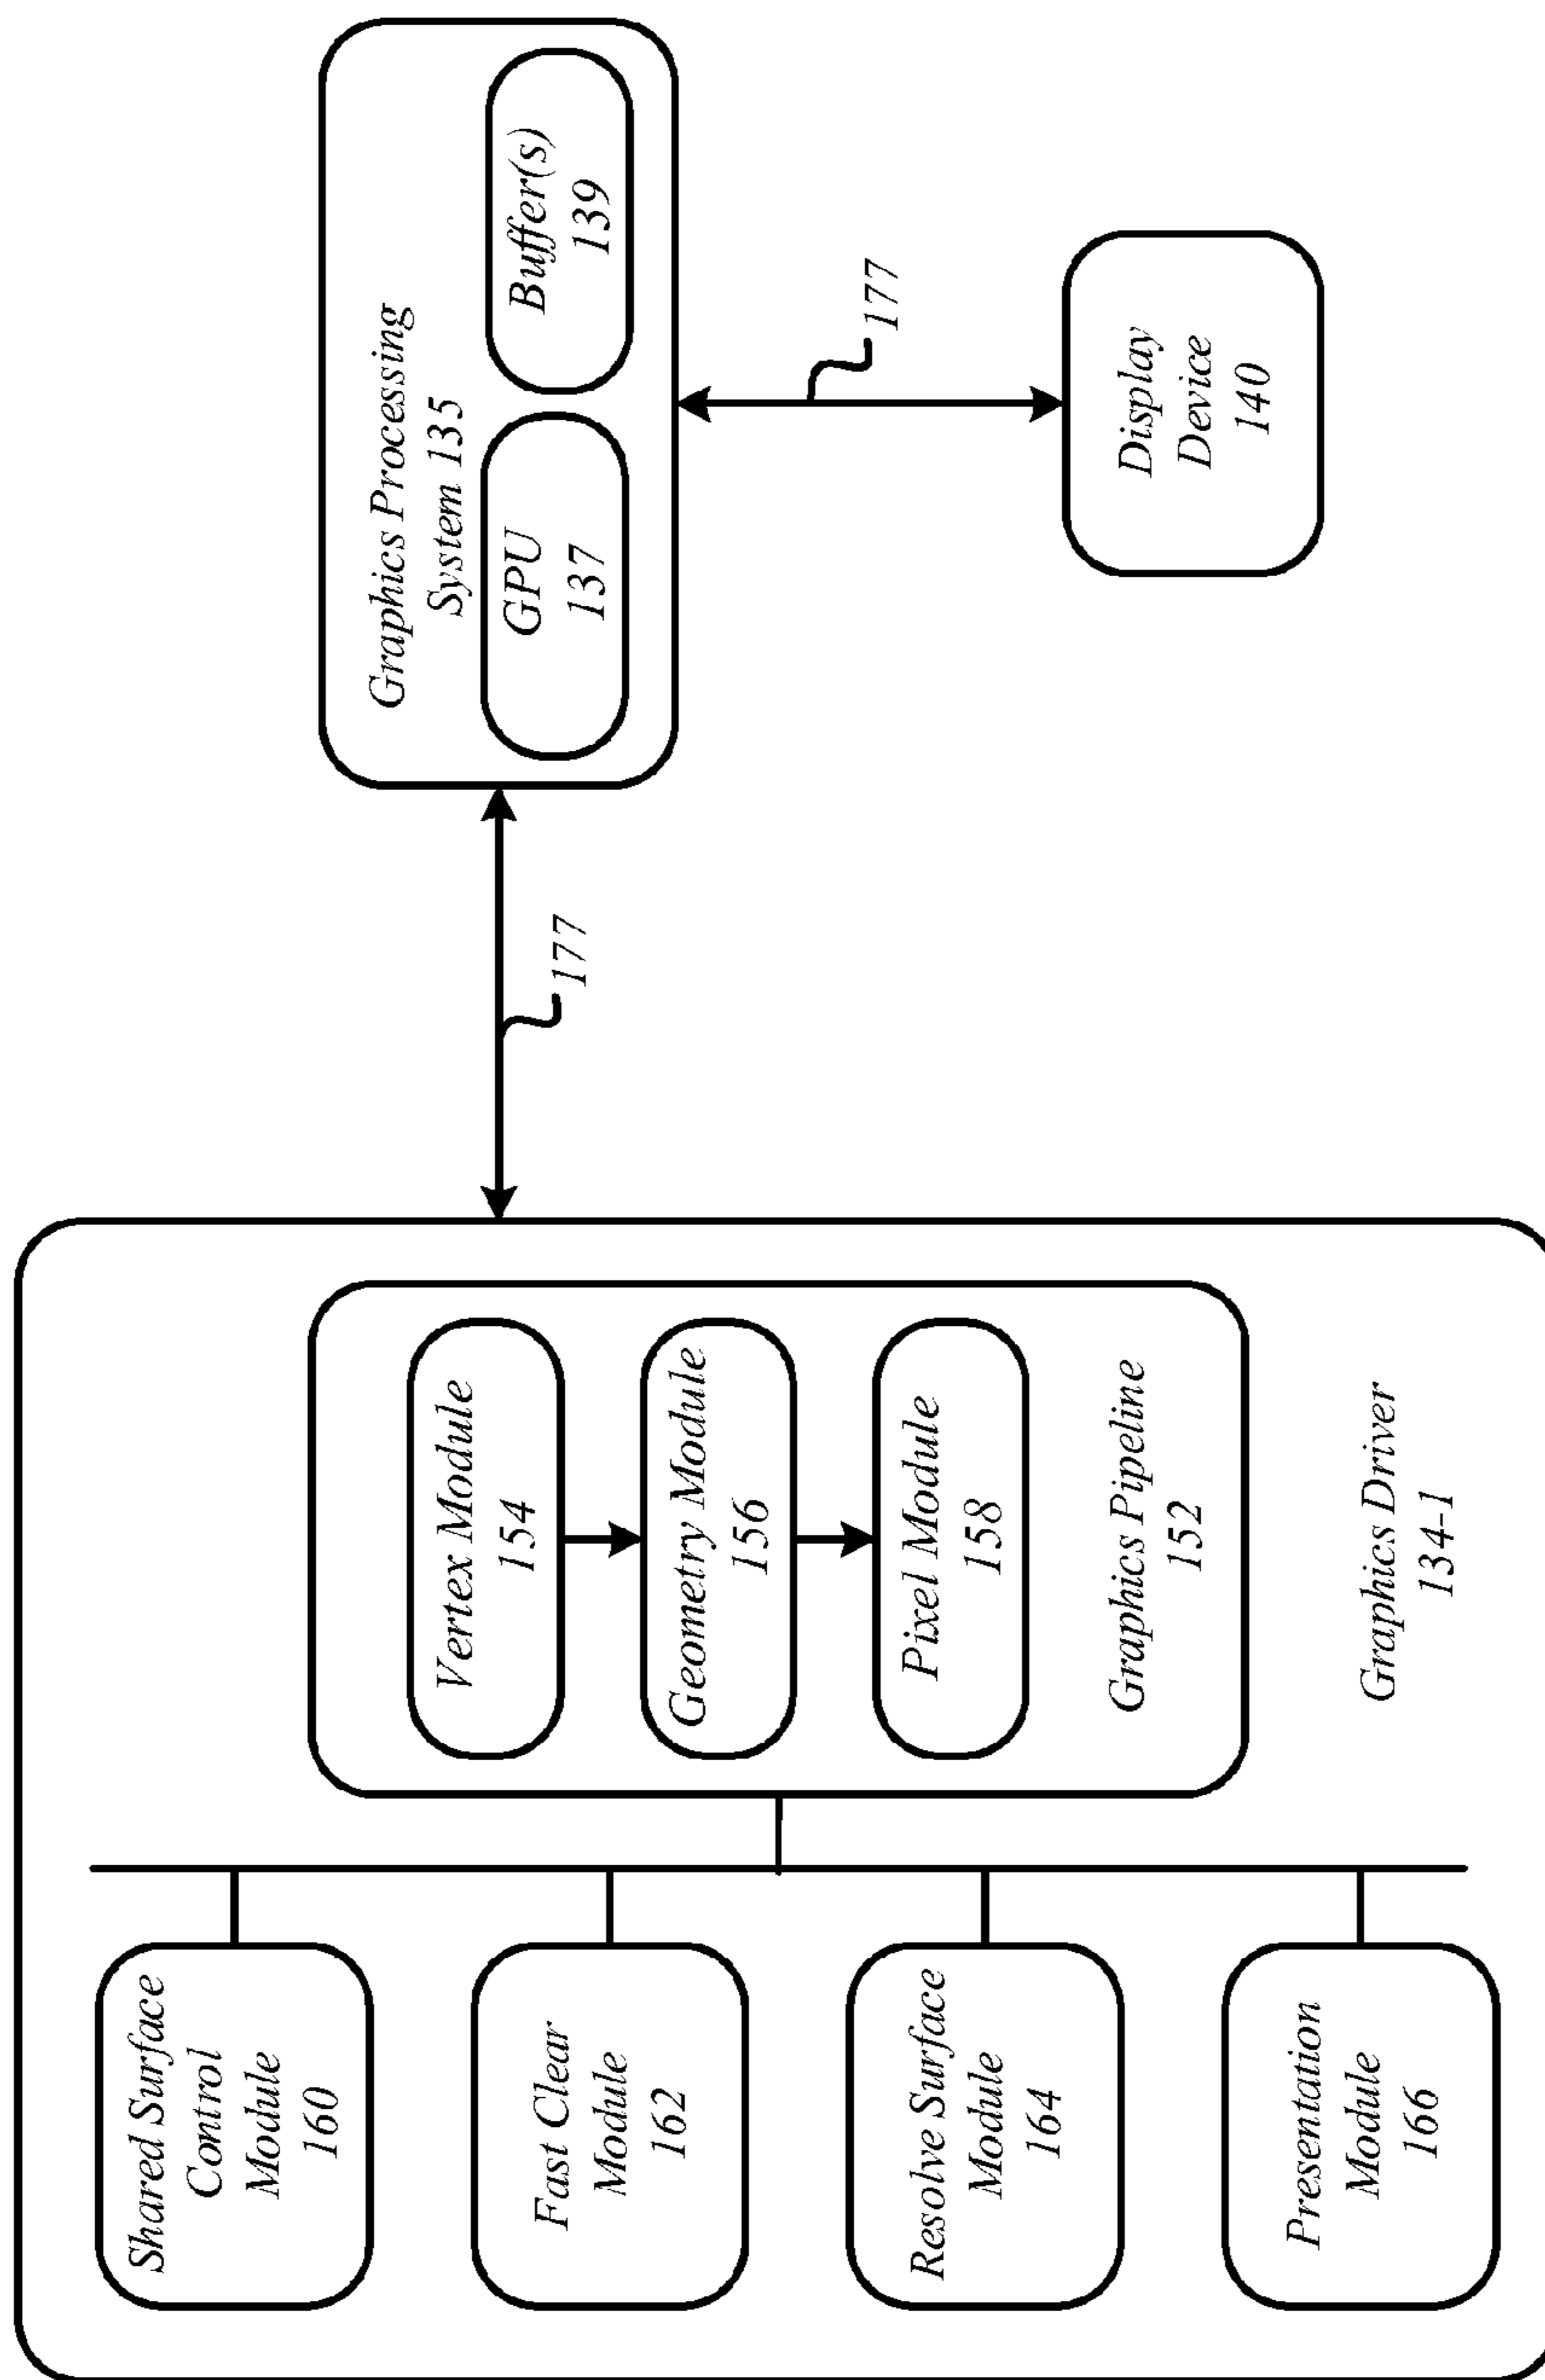 Shared Surface
Control
Module
160
Fast Clear
Module
162
Resolve Surface
Module
164
Presentation
Module
166
Vertex Module
154
Geometry Module
156
Pixel Module
158
Graphics Pipeline
152
Graphics Driver
134-1
177
Graphics Processing
System 135
GPU
137
Buffer(s)
139
177
Display
Device
140